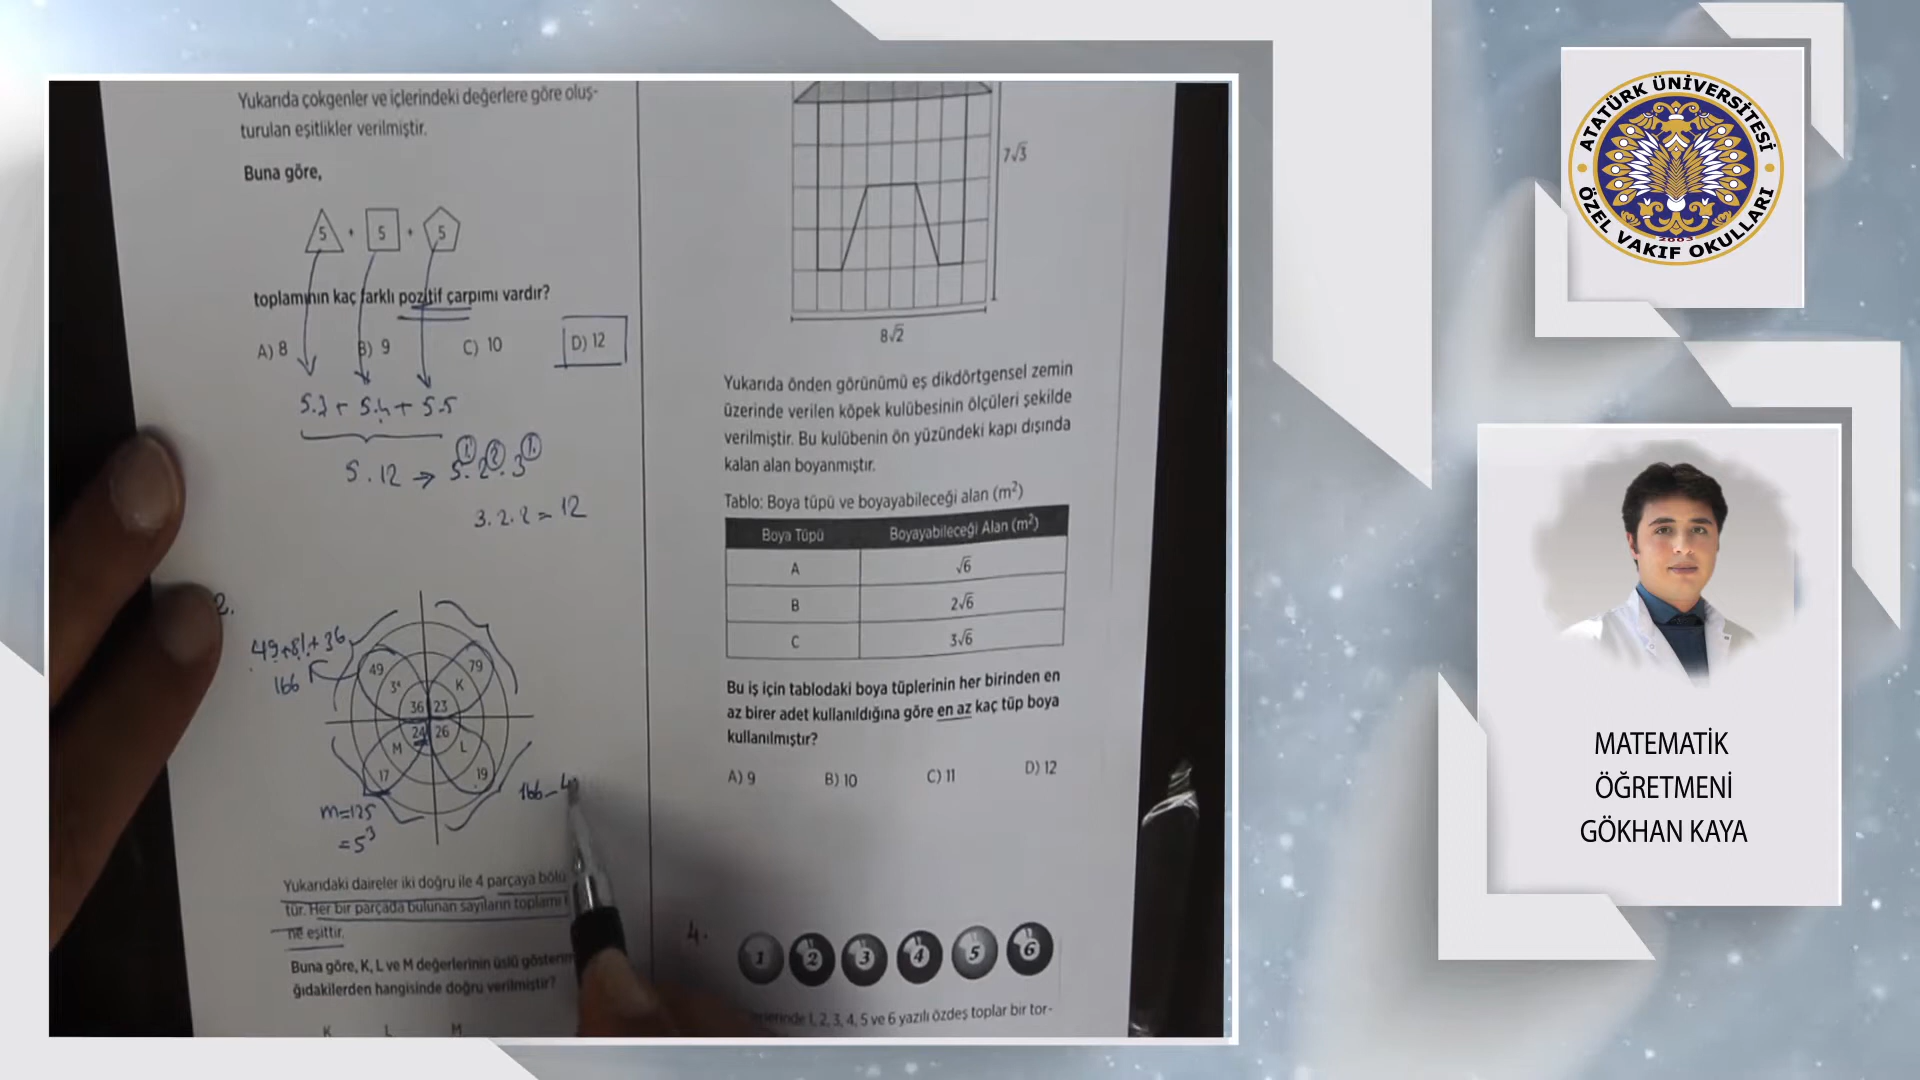 Yukarıda çokgenler ve içlerindeki değerlere göre oluş-
turulan eşitlikler verilmiştir.
Buna göre,
5 + 5 + 5
toplamının kaç farklı pozitif çarpımı vardır?
A) 8 B) 9 C) 10 D) 12
5.3 + 5.4 + 5.5
5.12 → 5¹.2².3¹
3.2.2 = 12
2.
49+81+36
166
49 79
3⁴ K
36 23
24 26
M L
17 19
m=125
=5³
166-4
Yukarıdaki daireler iki doğru ile 4 parçaya bölü
tür. Her bir parçada bulunan sayıların toplamı
ne eşittir.
Buna göre, K, L ve M değerlerinin üslü gösterim
ğıdakilerden hangisinde doğru verilmiştir?
K L M
7√3
8√2
Yukarıda önden görünümü eş dikdörtgensel zemin
üzerinde verilen köpek kulübesinin ölçüleri şekilde
verilmiştir. Bu kulübenin ön yüzündeki kapı dışında
kalan alan boyanmıştır.
Tablo: Boya tüpü ve boyayabileceği alan (m²)
Boya Tüpü Boyayabileceği Alan (m²)
A √6
B 2√6
C 3√6
Bu iş için tablodaki boya tüplerinin her birinden en
az birer adet kullanıldığına göre en az kaç tüp boya
kullanılmıştır?
A) 9 B) 10 C) 11 D) 12
4.
1 2 3 4 5 6
1, 2, 3, 4, 5 ve 6 yazılı özdeş toplar bir tor-
ATATÜRK ÜNİVERSİTESİ
ÖZEL VAKIF OKULLARI
2003
MATEMATİK
ÖĞRETMENİ
GÖKHAN KAYA